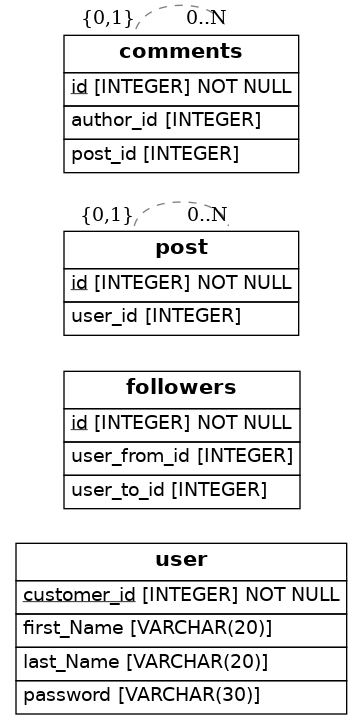 {0,1} 0..N
comments
id [INTEGER] NOT NULL
author_id [INTEGER]
post_id [INTEGER]
{0,1} 0..N
post
id [INTEGER] NOT NULL
user_id [INTEGER]
followers
id [INTEGER] NOT NULL
user_from_id [INTEGER]
user_to_id [INTEGER]
user
customer_id [INTEGER] NOT NULL
first_Name [VARCHAR(20)]
last_Name [VARCHAR(20)]
password [VARCHAR(30)]